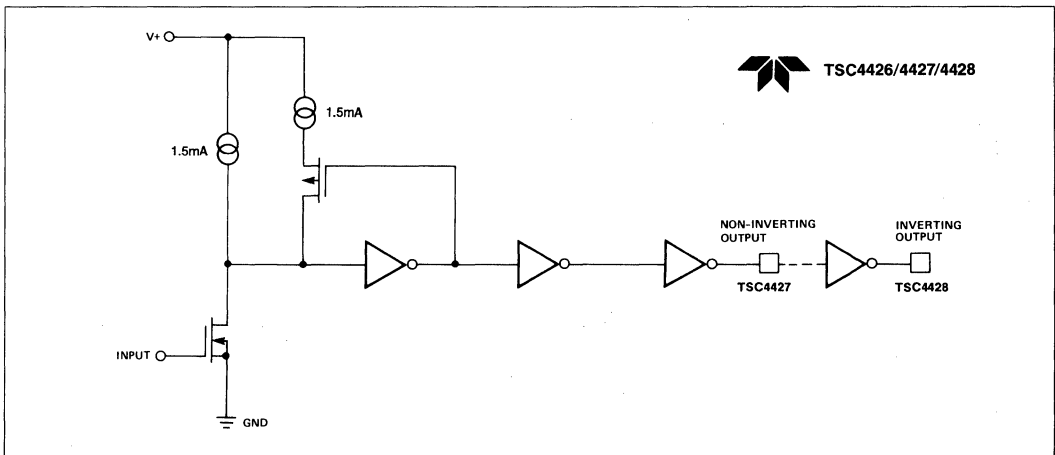 V+
TSC4426/4427/4428
1.5mA
1.5mA
NON-INVERTING
OUTPUT
INVERTING
OUTPUT
TSC4427
TSC4428
INPUT
GND